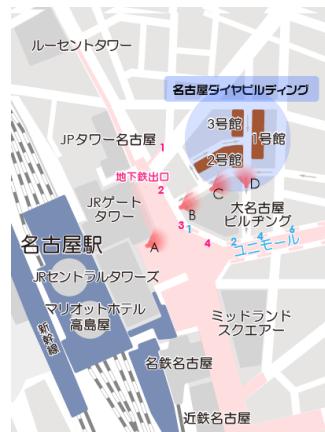 ルーセントタワー
名古屋ダイヤビルディング
3号館
1号館
JPタワー名古屋
1
2号館
地下鉄出口
2
C
D
JRゲート
タワー
B
大名古屋
ビルヂング
3
1
A
4
2
4
6
ユニモール
名古屋駅
JRセントラルタワーズ
マリオットホテル
高島屋
新幹線
ミッドランド
スクエアー
名鉄名古屋
近鉄名古屋